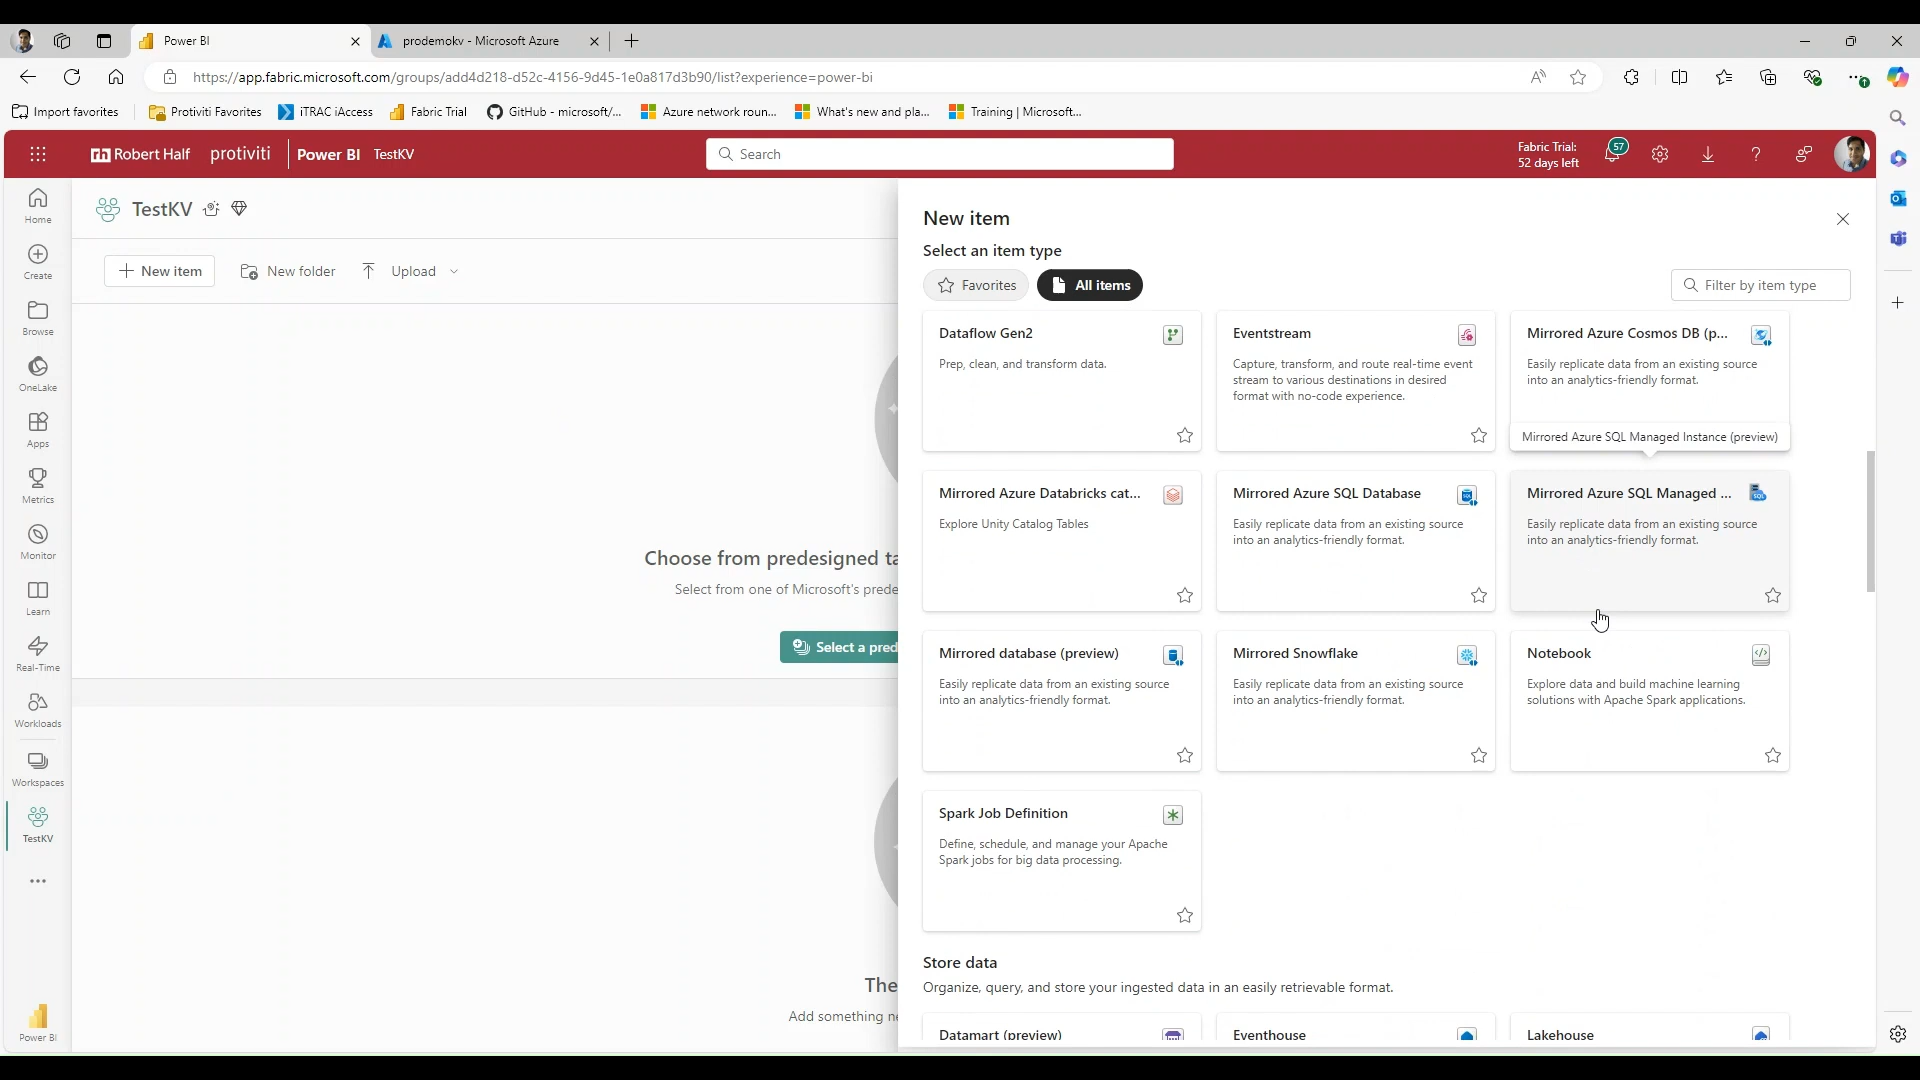 Power BI
prodemokv - Microsoft Azure
https://app.fabric.microsoft.com/groups/add4d218-d52c-4156-9d45-1e0a817d3b90/list?experience=power-bi
Import favorites
Protiviti Favorites
iTRAC iAccess
Fabric Trial
GitHub - microsoft/...
Azure network roun...
What's new and pla...
Training | Microsoft...
rh Robert Half
protiviti
Power BI
TestKV
Search
Fabric Trial:
52 days left
57
Home
Create
Browse
OneLake
Apps
Metrics
Monitor
Learn
Real-Time
Workloads
Workspaces
TestKV
Power BI
TestKV
New item
New folder
Upload
Choose from predesigned ta
Select from one of Microsoft's prede
Select a pred
The
Add something ne
New item
Select an item type
Favorites
All items
Filter by item type
Dataflow Gen2
Prep, clean, and transform data.
Eventstream
Capture, transform, and route real-time event
stream to various destinations in desired
format with no-code experience.
Mirrored Azure Cosmos DB (p...
Easily replicate data from an existing source
into an analytics-friendly format.
Mirrored Azure SQL Managed Instance (preview)
Mirrored Azure Databricks cat...
Explore Unity Catalog Tables
Mirrored Azure SQL Database
Easily replicate data from an existing source
into an analytics-friendly format.
Mirrored Azure SQL Managed ...
Easily replicate data from an existing source
into an analytics-friendly format.
Mirrored database (preview)
Easily replicate data from an existing source
into an analytics-friendly format.
Mirrored Snowflake
Easily replicate data from an existing source
into an analytics-friendly format.
Notebook
Explore data and build machine learning
solutions with Apache Spark applications.
Spark Job Definition
Define, schedule, and manage your Apache
Spark jobs for big data processing.
Store data
Organize, query, and store your ingested data in an easily retrievable format.
Datamart (preview)
Eventhouse
Lakehouse